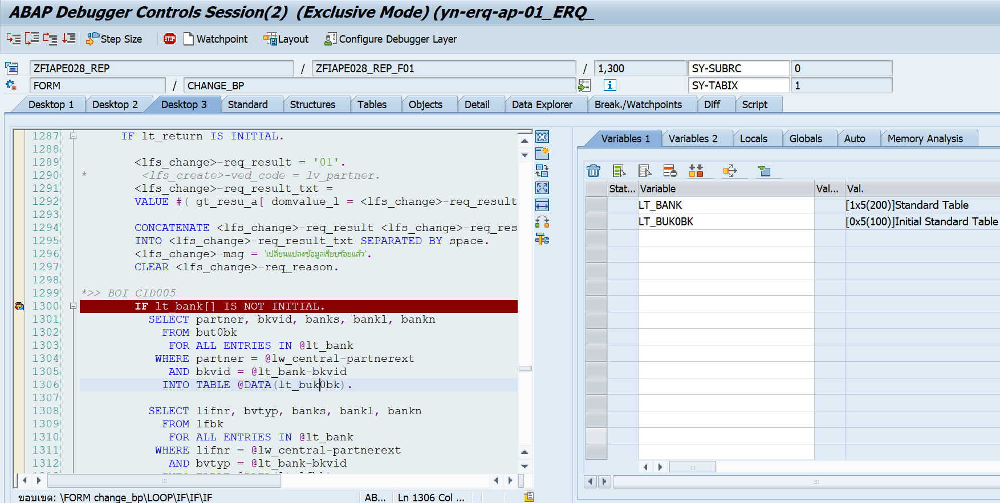 ABAP Debugger Controls Session(2) (Exclusive Mode) (yn-erq-ap-01_ERQ_
Step Size Watchpoint Layout Configure Debugger Layer
ZFIAPE028_REP / ZFIAPE028_REP_F01 / 1,300 SY-SUBRC 0
FORM / CHANGE_BP SY-TABIX 1
Desktop 1 Desktop 2 Desktop 3 Standard Structures Tables Objects Detail Data Explorer Break./Watchpoints Diff Script
1287 IF lt_return IS INITIAL.
1288
1289 <lfs_change>-req_result = '01'.
1290 * <lfs_create>-ved_code = lv_partner.
1291 <lfs_change>-req_result_txt =
1292 VALUE #( gt_resu_a[ domvalue_l = <lfs_change>-req_result
1293
1294 CONCATENATE <lfs_change>-req_result <lfs_change>-req_res
1295 INTO <lfs_change>-req_result_txt SEPARATED BY space.
1296 <lfs_change>-msg = 'เปลี่ยนแปลงข้อมูลเรียบร้อยแล้ว'.
1297 CLEAR <lfs_change>-req_reason.
1298
1299 *>> BOI CID005
1300 IF lt_bank[] IS NOT INITIAL.
1301 SELECT partner, bkvid, banks, bankl, bankn
1302 FROM but0bk
1303 FOR ALL ENTRIES IN @lt_bank
1304 WHERE partner = @lw_central-partnerext
1305 AND bkvid = @lt_bank-bkvid
1306 INTO TABLE @DATA(lt_buk0bk).
1307
1308 SELECT lifnr, bvtyp, banks, bankl, bankn
1309 FROM lfbk
1310 FOR ALL ENTRIES IN @lt_bank
1311 WHERE lifnr = @lw_central-partnerext
1312 AND bvtyp = @lt_bank-bkvid
ขอบเขต: \FORM change_bp\LOOP\IF\IF\IF AB... Ln 1306 Col ...
Variables 1 Variables 2 Locals Globals Auto Memory Analysis
Stat... Variable Val... Val.
LT_BANK [1x5(200)]Standard Table
LT_BUK0BK [0x5(100)]Initial Standard Table